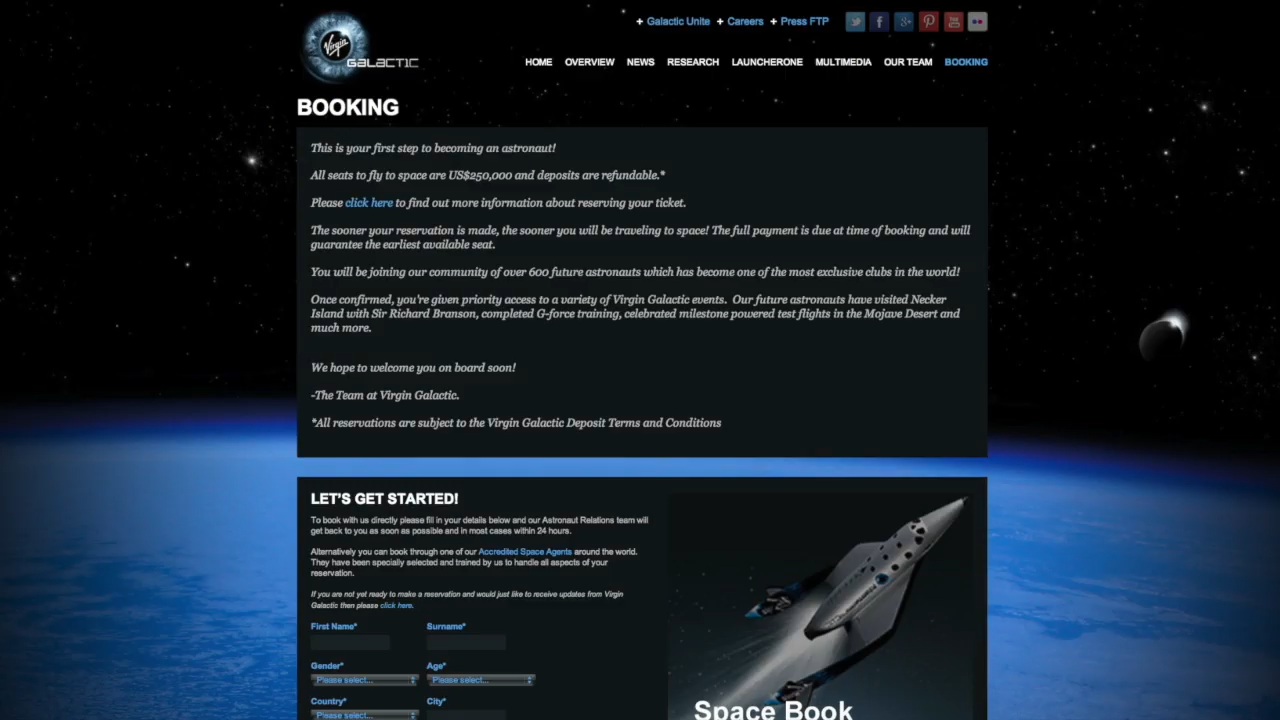 + Galactic Unite + Careers + Press FTP
Virgin
GALACTIC
HOME OVERVIEW NEWS RESEARCH LAUNCHERONE MULTIMEDIA OUR TEAM BOOKING
BOOKING
This is your first step to becoming an astronaut!
All seats to fly to space are US$250,000 and deposits are refundable.*
Please click here to find out more information about reserving your ticket.
The sooner your reservation is made, the sooner you will be traveling to space! The full payment is due at time of booking and will
guarantee the earliest available seat.
You will be joining our community of over 600 future astronauts which has become one of the most exclusive clubs in the world!
Once confirmed, you're given priority access to a variety of Virgin Galactic events. Our future astronauts have visited Necker
Island with Sir Richard Branson, completed G-force training, celebrated milestone powered test flights in the Mojave Desert and
much more.
We hope to welcome you on board soon!
-The Team at Virgin Galactic.
*All reservations are subject to the Virgin Galactic Deposit Terms and Conditions
LET'S GET STARTED!
To book with us directly please fill in your details below and our Astronaut Relations team will
get back to you as soon as possible and in most cases within 24 hours.
Alternatively you can book through one of our Accredited Space Agents around the world.
They have been specially selected and trained by us to handle all aspects of your
reservation.
If you are not yet ready to make a reservation and would just like to receive updates from Virgin
Galactic then please click here.
First Name* Surname*
Gender* Age*
Please select... Please select...
Country* City*
Please select...
Space Book